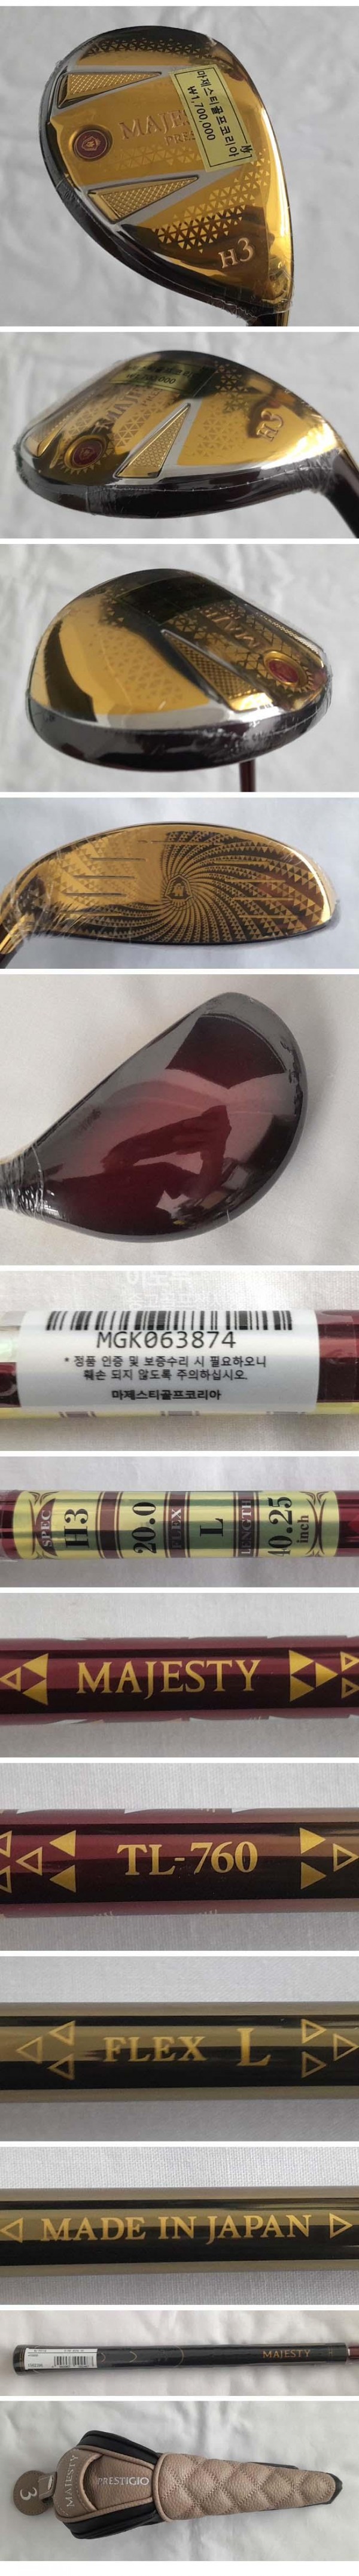 마제스티골프코리아
₩1,700,000
MAJE
PRES
H3
H3
MGK063874
* 정품 인증 및 보증수리 시 필요하오니
훼손 되지 않도록 주의하십시오.
마제스티골프코리아
SPEC
H3
20.0
FLEX
L
LENGTH
40.25
inch
MAJESTY
TL-760
FLEX L
MADE IN JAPAN
MAJESTY
3
MAJESTY
PRESTIGIO